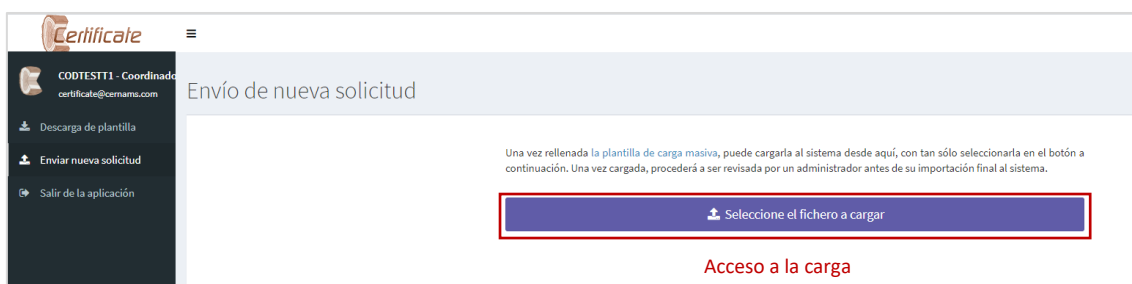 Certificate
CODTESTT1 - Coordinado
certificate@cernams.com
Descarga de plantilla
Enviar nueva solicitud
Salir de la aplicación
Envío de nueva solicitud
Una vez rellenada la plantilla de carga masiva, puede cargarla al sistema desde aquí, con tan sólo seleccionarla en el botón a
continuación. Una vez cargada, procederá a ser revisada por un administrador antes de su importación final al sistema.
Seleccione el fichero a cargar
Acceso a la carga